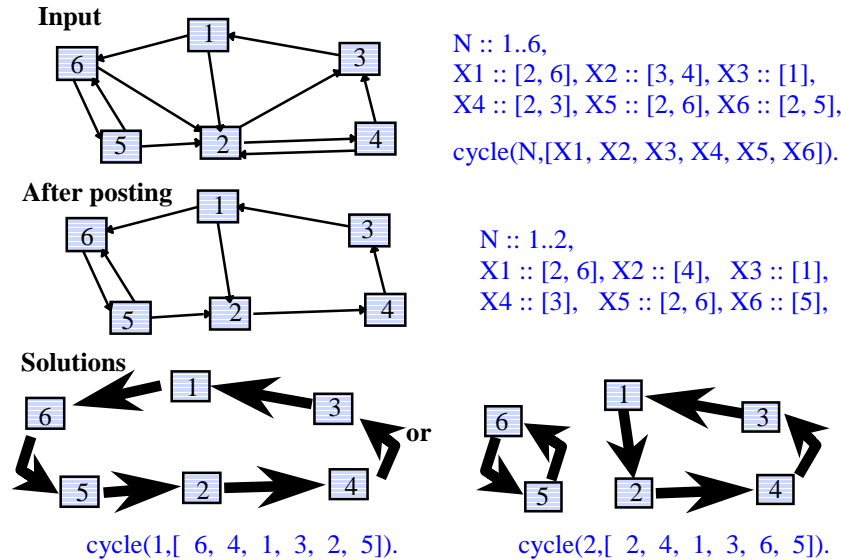 Input
N :: 1..6,
X1 :: [2, 6], X2 :: [3, 4], X3 :: [1],
X4 :: [2, 3], X5 :: [2, 6], X6 :: [2, 5],
cycle(N,[X1, X2, X3, X4, X5, X6]).
1
6
3
5
2
4
After posting
N :: 1..2,
X1 :: [2, 6], X2 :: [4], X3 :: [1],
X4 :: [3], X5 :: [2, 6], X6 :: [5],
1
6
3
5
2
4
Solutions
1
6
3
5
2
4
or
6
5
1
3
2
4
cycle(1,[ 6, 4, 1, 3, 2, 5]).
cycle(2,[ 2, 4, 1, 3, 6, 5]).